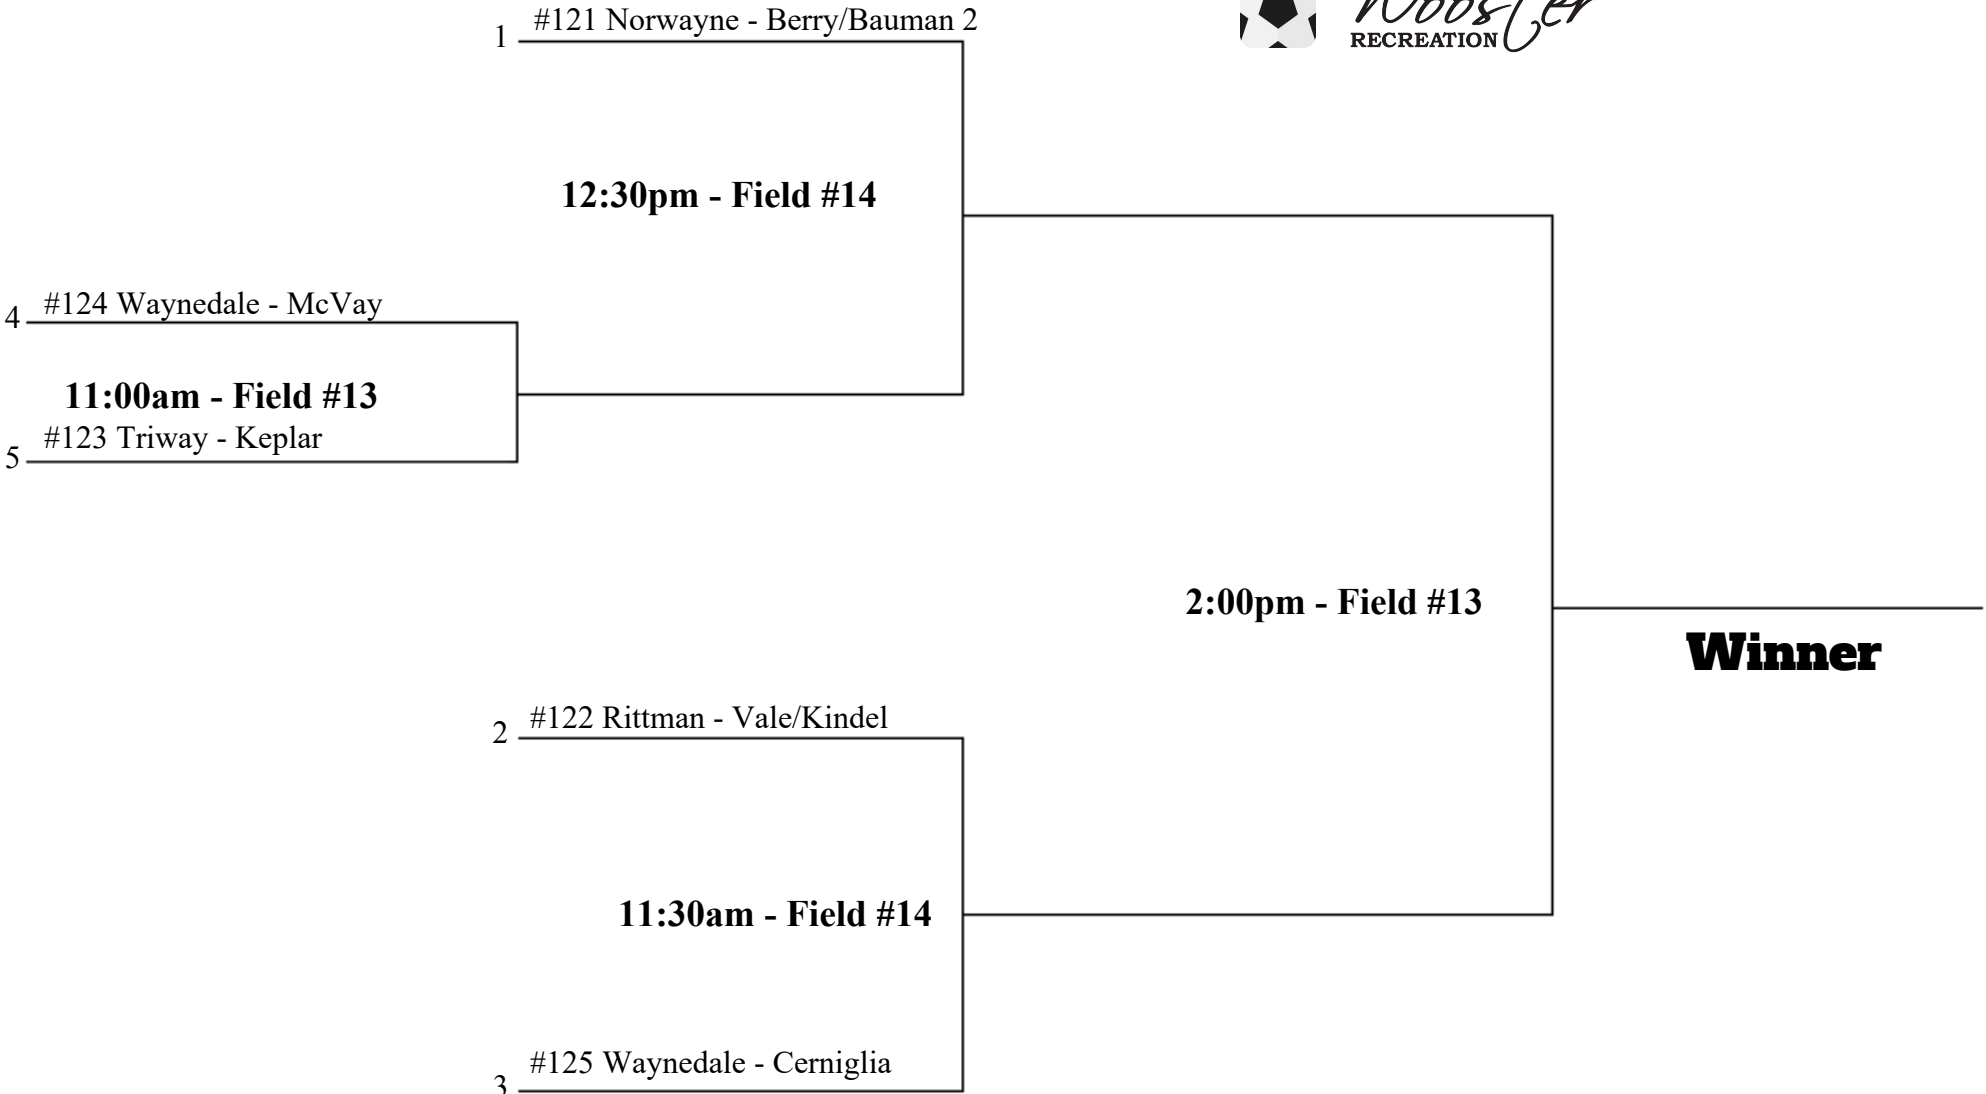 Wooster
RECREATION
1 #121 Norwayne - Berry/Bauman 2
12:30pm - Field #14
4 #124 Waynedale - McVay
11:00am - Field #13
5 #123 Triway - Keplar
2:00pm - Field #13
Winner
2 #122 Rittman - Vale/Kindel
11:30am - Field #14
3 #125 Waynedale - Cerniglia